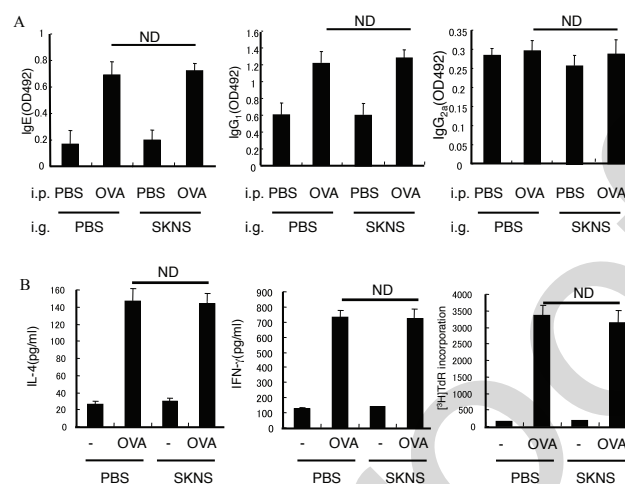 A
ND
ND
ND
IgE(OD492)
1
0.8
0.6
0.4
0.2
0
IgG1(OD492)
1.6
1.4
1.2
1.0
0.8
0.6
0.4
0.2
0
IgG2a(OD492)
0.35
0.3
0.25
0.2
0.15
0.1
0.05
0
i.p. PBS OVA PBS OVA PBS OVA PBS OVA PBS OVA PBS OVA
i.g. PBS SKNS PBS SKNS PBS SKNS
B
ND
ND
ND
IL-4(pg/ml)
160
140
120
100
80
60
40
20
0
IFN-γ(pg/ml)
900
800
700
600
500
400
300
200
100
0
[³H]TdR incorporation
4000
3500
3000
2500
2000
1500
1000
500
0
- OVA - OVA - OVA - OVA - OVA - OVA
PBS SKNS PBS SKNS PBS SKNS